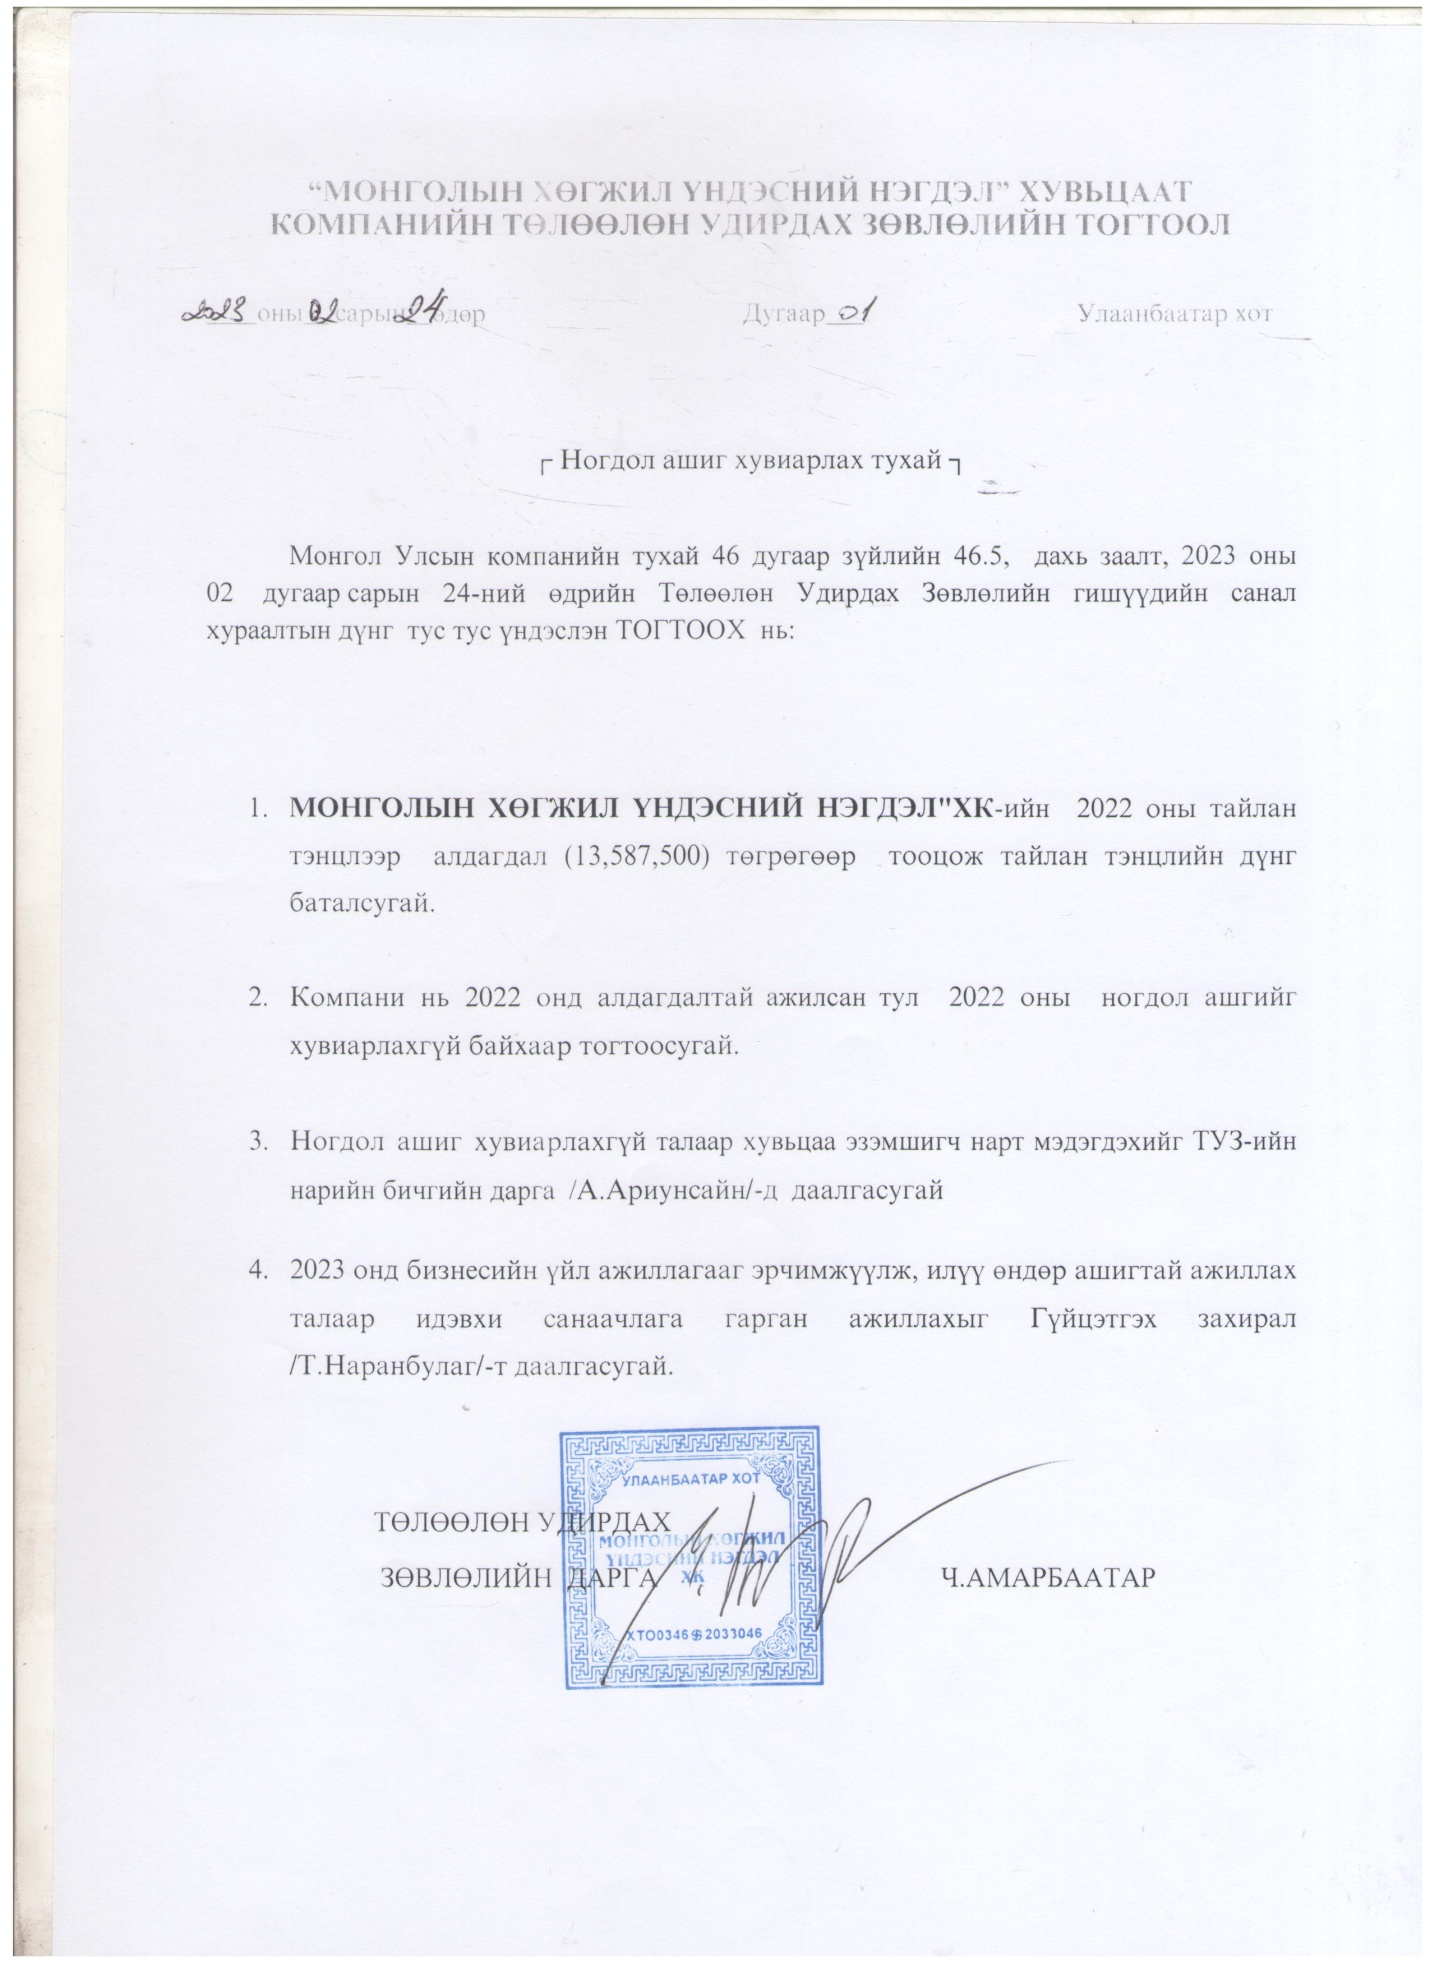 “МОНГОЛЫН ХӨГЖИЛ ҮНДЭСНИЙ НЭГДЭЛ” ХУВЬЦААТ
КОМПАНИЙН ТӨЛӨӨЛӨН УДИРДАХ ЗӨВЛӨЛИЙН ТОГТООЛ
2023 оны 02 сарын 24 өдөр Дугаар 01 Улаанбаатар хот
┌ Ногдол ашиг хувиарлах тухай ┐
Монгол Улсын компанийн тухай 46 дугаар зүйлийн 46.5, дахь заалт, 2023 оны
02 дугаар сарын 24-ний өдрийн Төлөөлөн Удирдах Зөвлөлийн гишүүдийн санал
хураалтын дүнг тус тус үндэслэн ТОГТООХ нь:
1. МОНГОЛЫН ХӨГЖИЛ ҮНДЭСНИЙ НЭГДЭЛ"ХК-ийн 2022 оны тайлан
тэнцлээр алдагдал (13,587,500) төгрөгөөр тооцож тайлан тэнцлийн дүнг
баталсугай.
2. Компани нь 2022 онд алдагдалтай ажилсан тул 2022 оны ногдол ашгийг
хувиарлахгүй байхаар тогтоосугай.
3. Ногдол ашиг хувиарлахгүй талаар хувьцаа эзэмшигч нарт мэдэгдэхийг ТУЗ-ийн
нарийн бичгийн дарга /А.Ариунсайн/-д даалгасугай
4. 2023 онд бизнесийн үйл ажиллагааг эрчимжүүлж, илүү өндөр ашигтай ажиллах
талаар идэвхи санаачлага гарган ажиллахыг Гүйцэтгэх захирал
/Т.Наранбулаг/-т даалгасугай.
УЛААНБААТАР ХОТ
ТӨЛӨӨЛӨН УДИРДАХ
МОНГОЛЫН ХӨГЖИЛ
ҮНДЭСНИЙ НЭГДЭЛ
ХК
ЗӨВЛӨЛИЙН ДАРГА Ч.АМАРБААТАР
ХТО0346 2033046